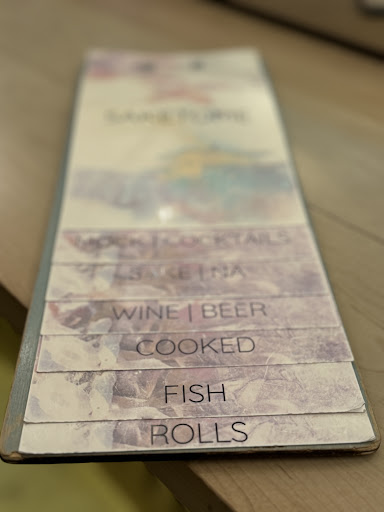 MOCK | COCKTAILS
SAKE | NA
WINE | BEER
COOKED
FISH
ROLLS